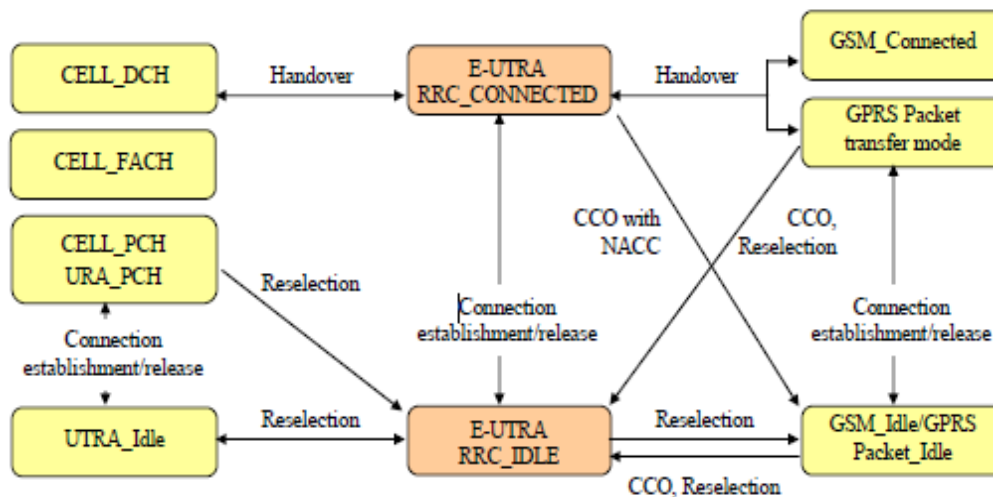 GSM_Connected
CELL_DCH
Handover
E-UTRA
RRC_CONNECTED
Handover
GPRS Packet
transfer mode
CELL_FACH
CCO with
NACC
CCO,
Reselection
CELL_PCH
URA_PCH
Reselection
Connection
establishment/release
Connection
establishment/release
Connection
establishment/release
UTRA_Idle
Reselection
E-UTRA
RRC_IDLE
Reselection
GSM_Idle/GPRS
Packet_Idle
CCO, Reselection